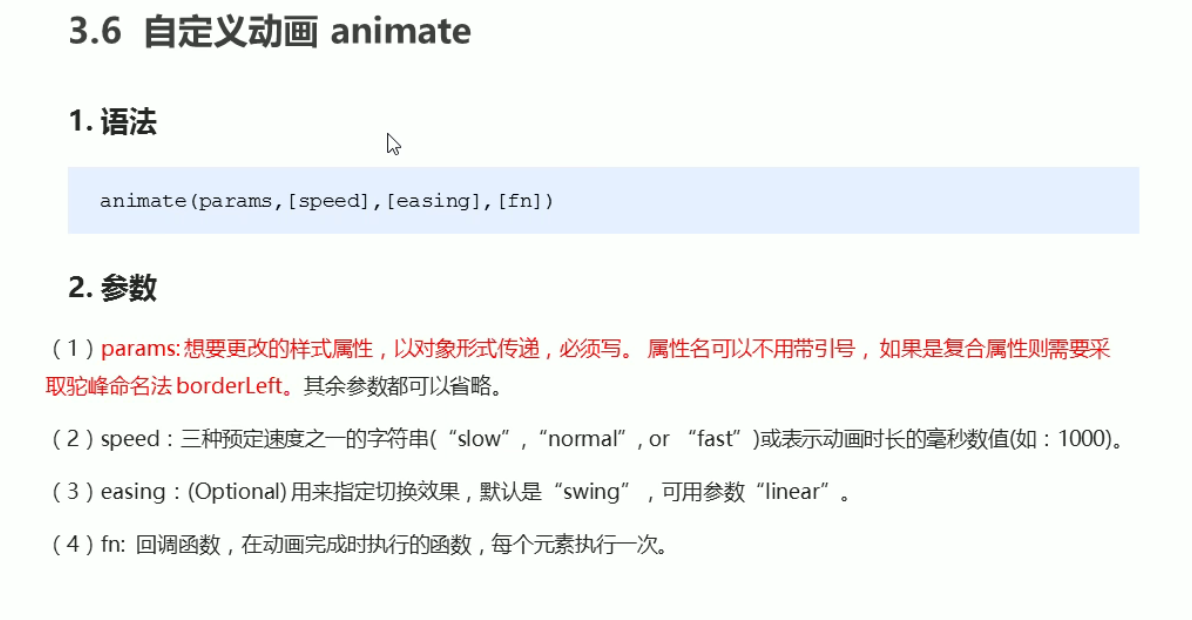 3.6 自定义动画 animate
1. 语法
animate(params,[speed],[easing],[fn])
2. 参数
（1）params: 想要更改的样式属性，以对象形式传递，必须写。 属性名可以不用带引号， 如果是复合属性则需要采
取驼峰命名法 borderLeft。其余参数都可以省略。
（2）speed：三种预定速度之一的字符串(“slow”,“normal”, or “fast”)或表示动画时长的毫秒数值(如：1000)。
（3）easing：(Optional) 用来指定切换效果，默认是“swing”，可用参数“linear”。
（4）fn: 回调函数，在动画完成时执行的函数，每个元素执行一次。